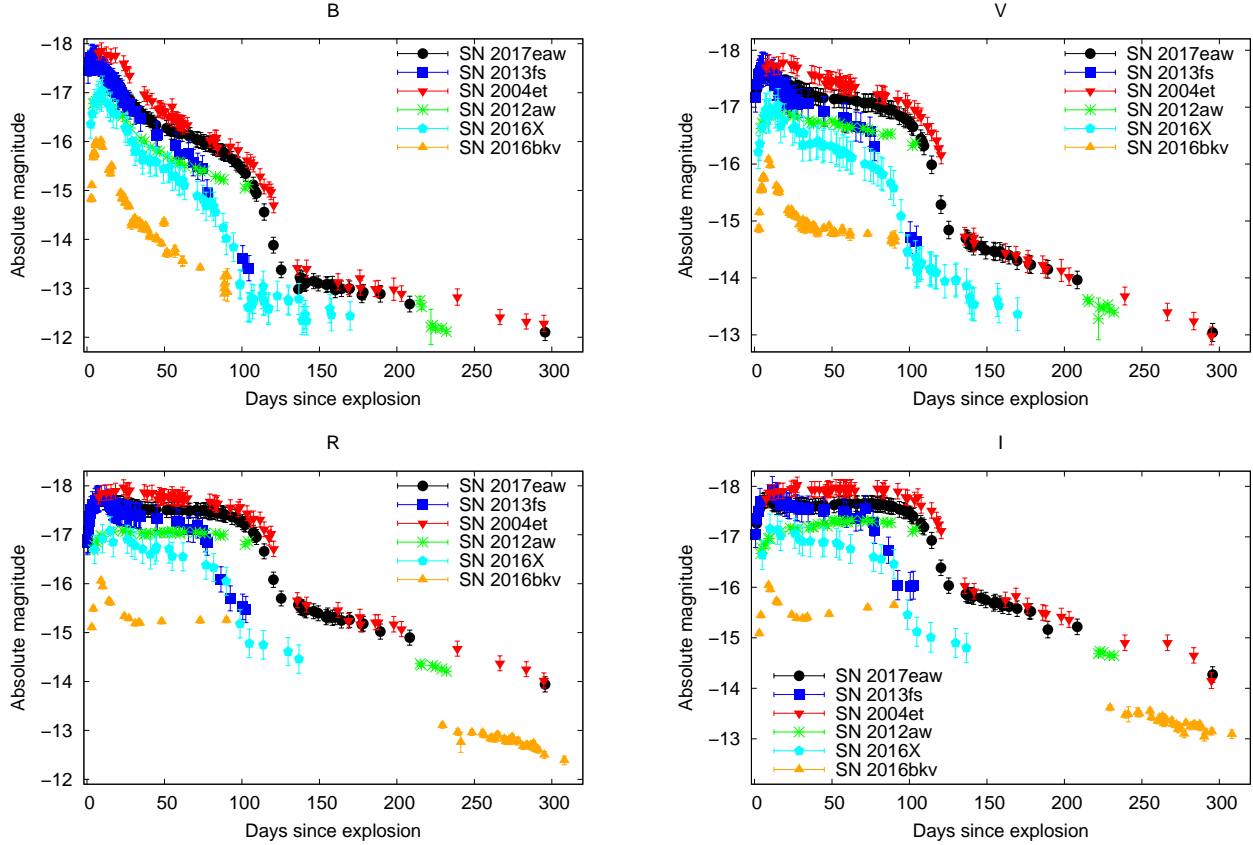 B
−18
−17
−16
−15
−14
−13
−12
Absolute magnitude
0 50 100 150 200 250 300
Days since explosion
SN 2017eaw
SN 2013fs
SN 2004et
SN 2012aw
SN 2016X
SN 2016bkv
V
−18
−17
−16
−15
−14
−13
Absolute magnitude
0 50 100 150 200 250 300
Days since explosion
SN 2017eaw
SN 2013fs
SN 2004et
SN 2012aw
SN 2016X
SN 2016bkv
R
−18
−17
−16
−15
−14
−13
−12
Absolute magnitude
0 50 100 150 200 250 300
Days since explosion
SN 2017eaw
SN 2013fs
SN 2004et
SN 2012aw
SN 2016X
SN 2016bkv
I
−18
−17
−16
−15
−14
−13
Absolute magnitude
0 50 100 150 200 250 300
Days since explosion
SN 2017eaw
SN 2013fs
SN 2004et
SN 2012aw
SN 2016X
SN 2016bkv